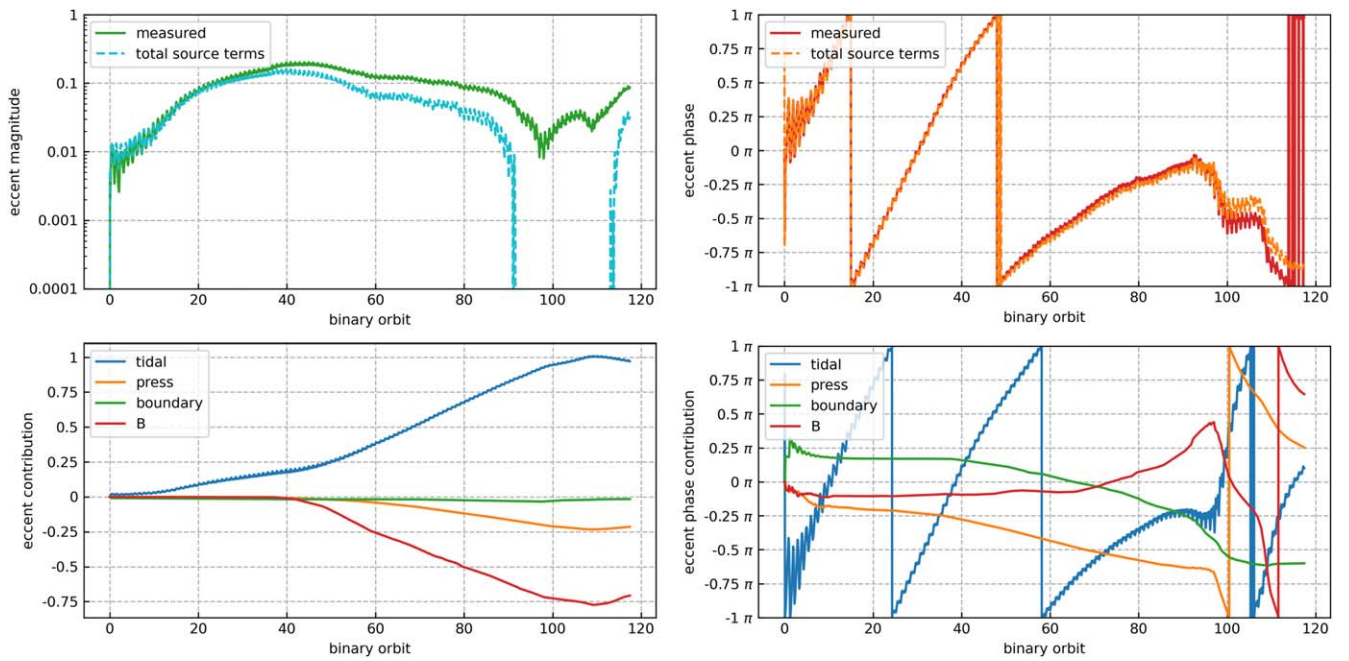 1
0.1
0.01
0.001
0.0001
eccent magnitude
measured
total source terms
0 20 40 60 80 100 120
binary orbit
1 π
0.75 π
0.5 π
0.25 π
0 π
-0.25 π
-0.5 π
-0.75 π
-1 π
eccent phase
measured
total source terms
0 20 40 60 80 100 120
binary orbit
1
0.75
0.5
0.25
0
-0.25
-0.5
-0.75
eccent contribution
tidal
press
boundary
B
0 20 40 60 80 100 120
binary orbit
1 π
0.75 π
0.5 π
0.25 π
0 π
-0.25 π
-0.5 π
-0.75 π
-1 π
eccent phase contribution
tidal
press
boundary
B
0 20 40 60 80 100 120
binary orbit